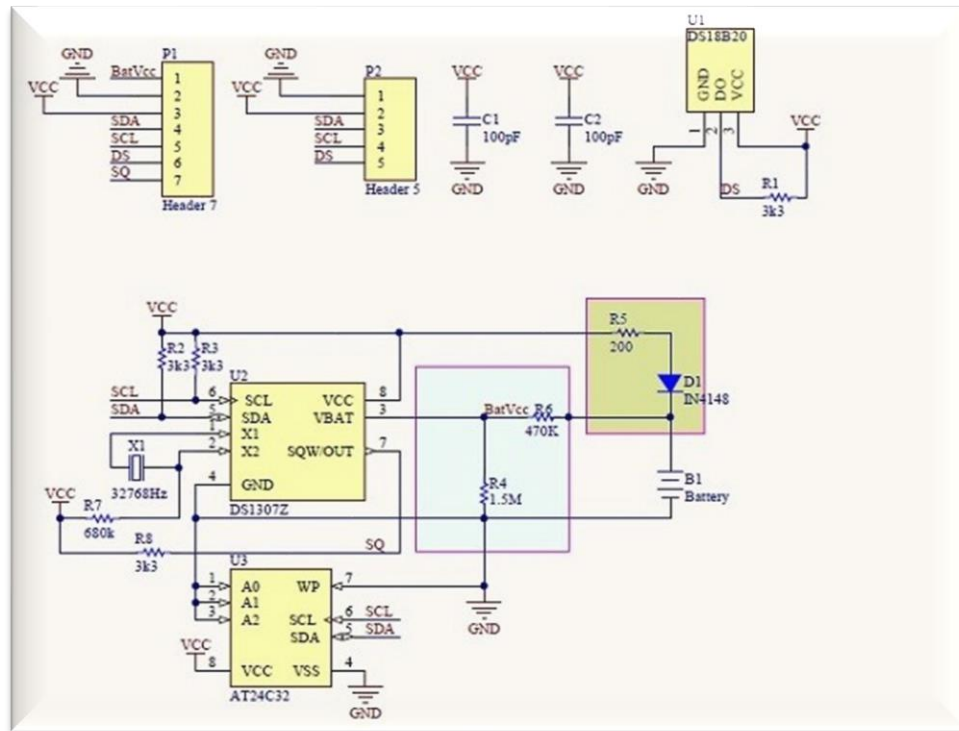 P1
GND
BatVcc
VCC
SDA
SCL
DS
SQ
1
2
3
4
5
6
7
Header 7
P2
GND
VCC
SDA
SCL
DS
1
2
3
4
5
Header 5
VCC
C1
100pF
GND
VCC
C2
100pF
GND
U1
DS18B20
GND
DO
VCC
1
2
3
GND
DS
VCC
R1
3k3
VCC
R2
3k3
R3
3k3
SCL
SDA
U2
6
5
1
2
4
SCL
SDA
X1
X2
GND
VCC
VBAT
SQW/OUT
8
3
7
DS1307Z
X1
32768Hz
VCC
R7
680k
R8
3k3
SQ
BatVcc
R6
470K
R4
1.5M
R5
200
D1
IN4148
B1
Battery
GND
U3
1
2
3
A0
A1
A2
WP
SCL
SDA
7
6
5
SCL
SDA
VCC
8
VCC
VSS
4
AT24C32
GND